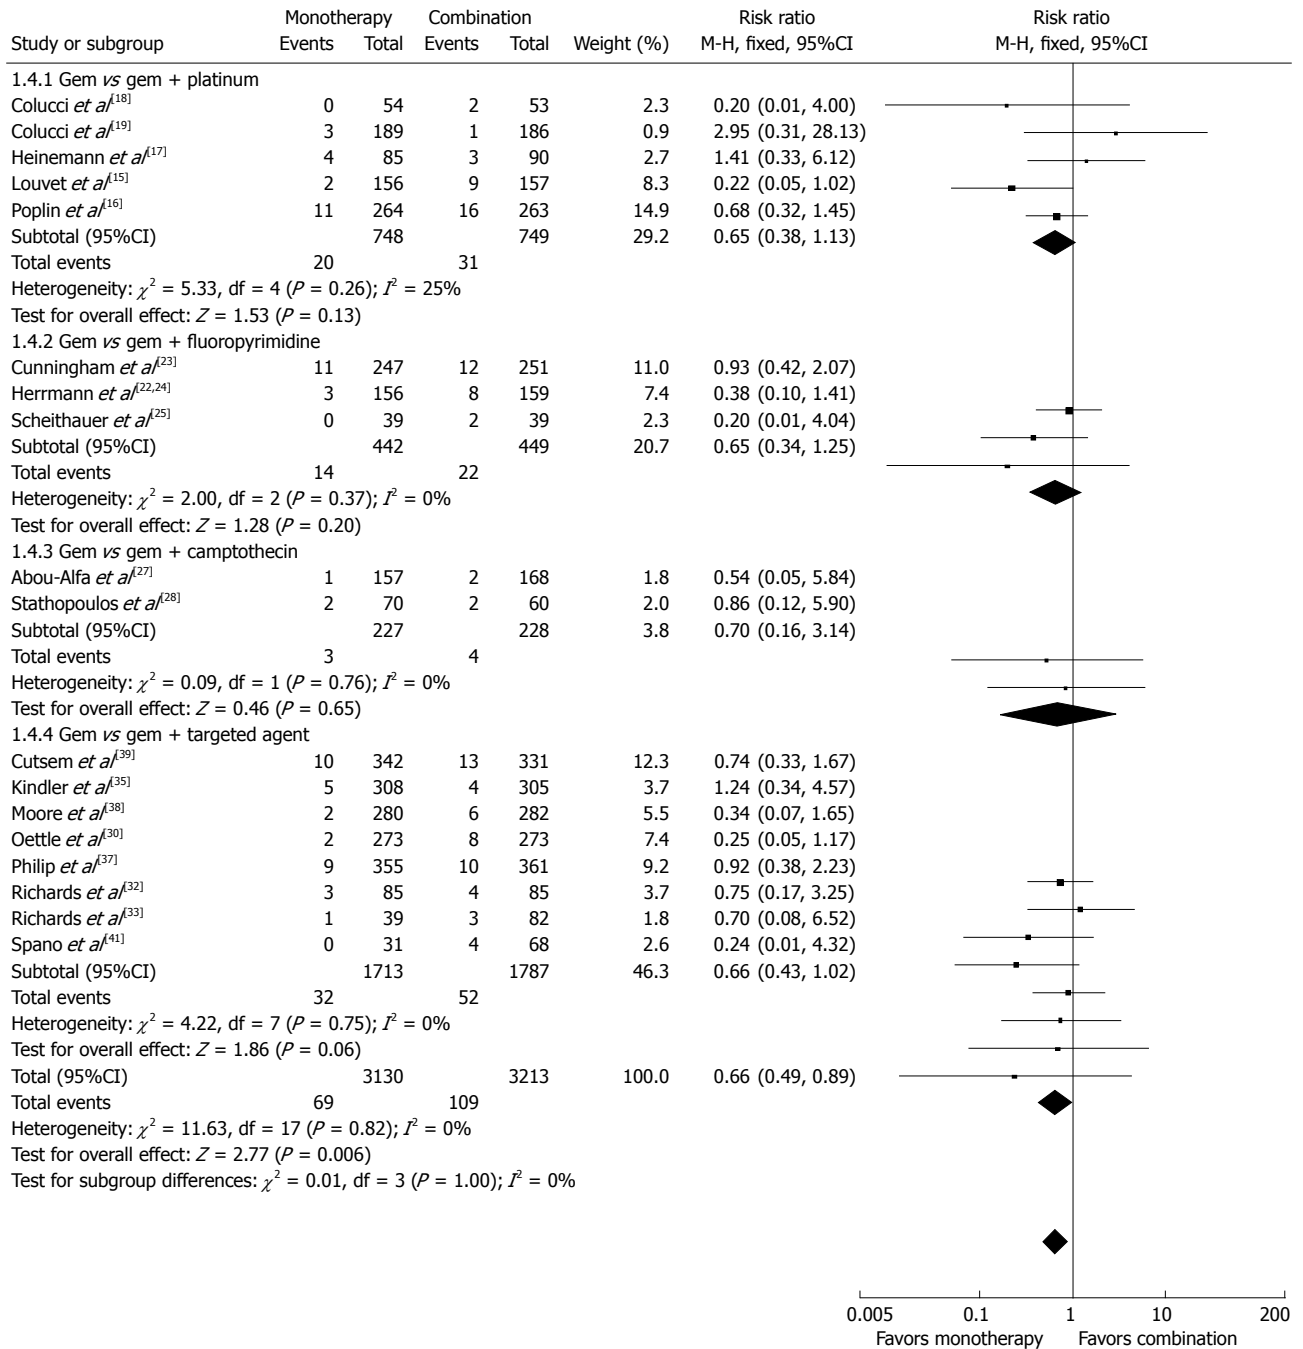 Monotherapy Combination Risk ratio Risk ratio
Study or subgroup Events Total Events Total Weight (%) M-H, fixed, 95%CI M-H, fixed, 95%CI
1.4.1 Gem vs gem + platinum
Colucci et al[18] 0 54 2 53 2.3 0.20 (0.01, 4.00)
Colucci et al[19] 3 189 1 186 0.9 2.95 (0.31, 28.13)
Heinemann et al[17] 4 85 3 90 2.7 1.41 (0.33, 6.12)
Louvet et al[15] 2 156 9 157 8.3 0.22 (0.05, 1.02)
Poplin et al[16] 11 264 16 263 14.9 0.68 (0.32, 1.45)
Subtotal (95%CI) 748 749 29.2 0.65 (0.38, 1.13)
Total events 20 31
Heterogeneity: χ² = 5.33, df = 4 (P = 0.26); I² = 25%
Test for overall effect: Z = 1.53 (P = 0.13)
1.4.2 Gem vs gem + fluoropyrimidine
Cunningham et al[23] 11 247 12 251 11.0 0.93 (0.42, 2.07)
Herrmann et al[22,24] 3 156 8 159 7.4 0.38 (0.10, 1.41)
Scheithauer et al[25] 0 39 2 39 2.3 0.20 (0.01, 4.04)
Subtotal (95%CI) 442 449 20.7 0.65 (0.34, 1.25)
Total events 14 22
Heterogeneity: χ² = 2.00, df = 2 (P = 0.37); I² = 0%
Test for overall effect: Z = 1.28 (P = 0.20)
1.4.3 Gem vs gem + camptothecin
Abou-Alfa et al[27] 1 157 2 168 1.8 0.54 (0.05, 5.84)
Stathopoulos et al[28] 2 70 2 60 2.0 0.86 (0.12, 5.90)
Subtotal (95%CI) 227 228 3.8 0.70 (0.16, 3.14)
Total events 3 4
Heterogeneity: χ² = 0.09, df = 1 (P = 0.76); I² = 0%
Test for overall effect: Z = 0.46 (P = 0.65)
1.4.4 Gem vs gem + targeted agent
Cutsem et al[39] 10 342 13 331 12.3 0.74 (0.33, 1.67)
Kindler et al[35] 5 308 4 305 3.7 1.24 (0.34, 4.57)
Moore et al[38] 2 280 6 282 5.5 0.34 (0.07, 1.65)
Oettle et al[30] 2 273 8 273 7.4 0.25 (0.05, 1.17)
Philip et al[37] 9 355 10 361 9.2 0.92 (0.38, 2.23)
Richards et al[32] 3 85 4 85 3.7 0.75 (0.17, 3.25)
Richards et al[33] 1 39 3 82 1.8 0.70 (0.08, 6.52)
Spano et al[41] 0 31 4 68 2.6 0.24 (0.01, 4.32)
Subtotal (95%CI) 1713 1787 46.3 0.66 (0.43, 1.02)
Total events 32 52
Heterogeneity: χ² = 4.22, df = 7 (P = 0.75); I² = 0%
Test for overall effect: Z = 1.86 (P = 0.06)
Total (95%CI) 3130 3213 100.0 0.66 (0.49, 0.89)
Total events 69 109
Heterogeneity: χ² = 11.63, df = 17 (P = 0.82); I² = 0%
Test for overall effect: Z = 2.77 (P = 0.006)
Test for subgroup differences: χ² = 0.01, df = 3 (P = 1.00); I² = 0%
0.005 0.1 1 10 200
Favors monotherapy Favors combination